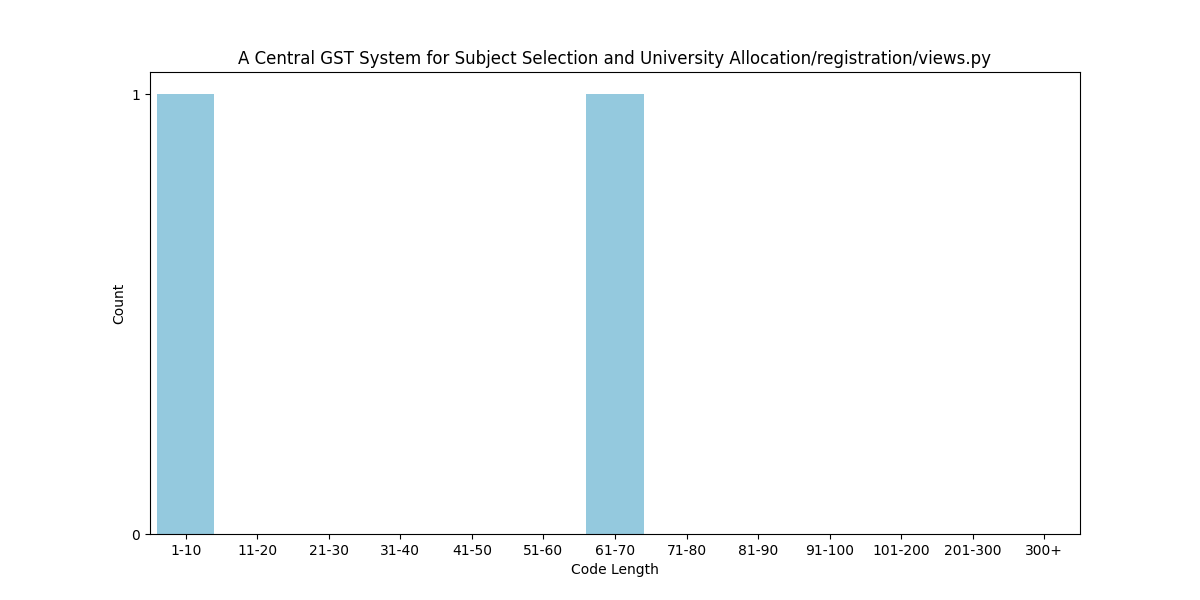 A Central GST System for Subject Selection and University Allocation/registration/views.py
1
Count
0
1-10 11-20 21-30 31-40 41-50 51-60 61-70 71-80 81-90 91-100 101-200 201-300 300+
Code Length